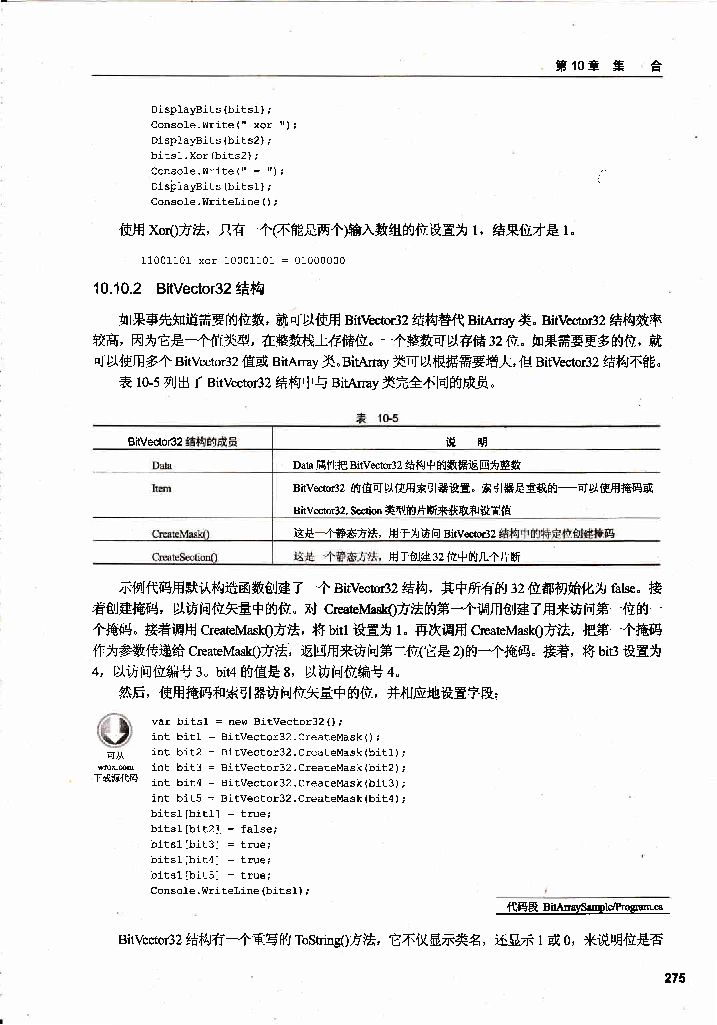 第10章 集 合
DisplayBits(bits1);
Console.Write(" xor ");
DisplayBits(bits2);
bits1.Xor(bits2);
Console.Write(" = ");
DisplayBits(bits1);
Console.WriteLine();
使用 Xor()方法，只有一个(不能是两个)输入数组的位设置为 1，结果位才是 1。
11001101 xor 10001101 = 01000000
10.10.2 BitVector32 结构
如果事先知道需要的位数，就可以使用 BitVector32 结构替代 BitArray 类。BitVector32 结构效率
较高，因为它是一个值类型，在整数栈上存储位。一个整数可以存储 32 位。如果需要更多的位，就
可以使用多个 BitVector32 值或 BitArray 类。BitArray 类可以根据需要增大，但 BitVector32 结构不能。
表 10-5 列出了 BitVector32 结构中与 BitArray 类完全不同的成员。
表 10-5
BitVector32 结构的成员 说 明
Data Data 属性把 BitVector32 结构中的数据返回为整数
Item BitVector32 的值可以使用索引器设置。索引器是重载的——可以使用掩码或
BitVector32.Section 类型的片断来获取和设置值
CreateMask() 这是一个静态方法，用于为访问 BitVector32 结构中的特定位创建掩码
CreateSection() 这是一个静态方法，用于创建 32 位中的几个片断
示例代码用默认构造函数创建了一个 BitVector32 结构，其中所有的 32 位都初始化为 false。接
着创建掩码，以访问位矢量中的位。对 CreateMask()方法的第一个调用创建了用来访问第一位的一
个掩码。接着调用 CreateMask()方法，将 bit1 设置为 1。再次调用 CreateMask()方法，把第一个掩码
作为参数传递给 CreateMask()方法，返回用来访问第二位(它是 2)的一个掩码。接着，将 bit3 设置为
4，以访问位编号 3。bit4 的值是 8，以访问位编号 4。
然后，使用掩码和索引器访问位矢量中的位，并相应地设置字段：
可从
wrox.com
下载源代码
var bits1 = new BitVector32();
int bit1 = BitVector32.CreateMask();
int bit2 = BitVector32.CreateMask(bit1);
int bit3 = BitVector32.CreateMask(bit2);
int bit4 = BitVector32.CreateMask(bit3);
int bit5 = BitVector32.CreateMask(bit4);
bits1[bit1] = true;
bits1[bit2] = false;
bits1[bit3] = true;
bits1[bit4] = true;
bits1[bit5] = true;
Console.WriteLine(bits1);
代码段 BitArraySample/Program.cs
BitVector32 结构有一个重写的 ToString()方法，它不仅显示类名，还显示 1 或 0，来说明位是否
275